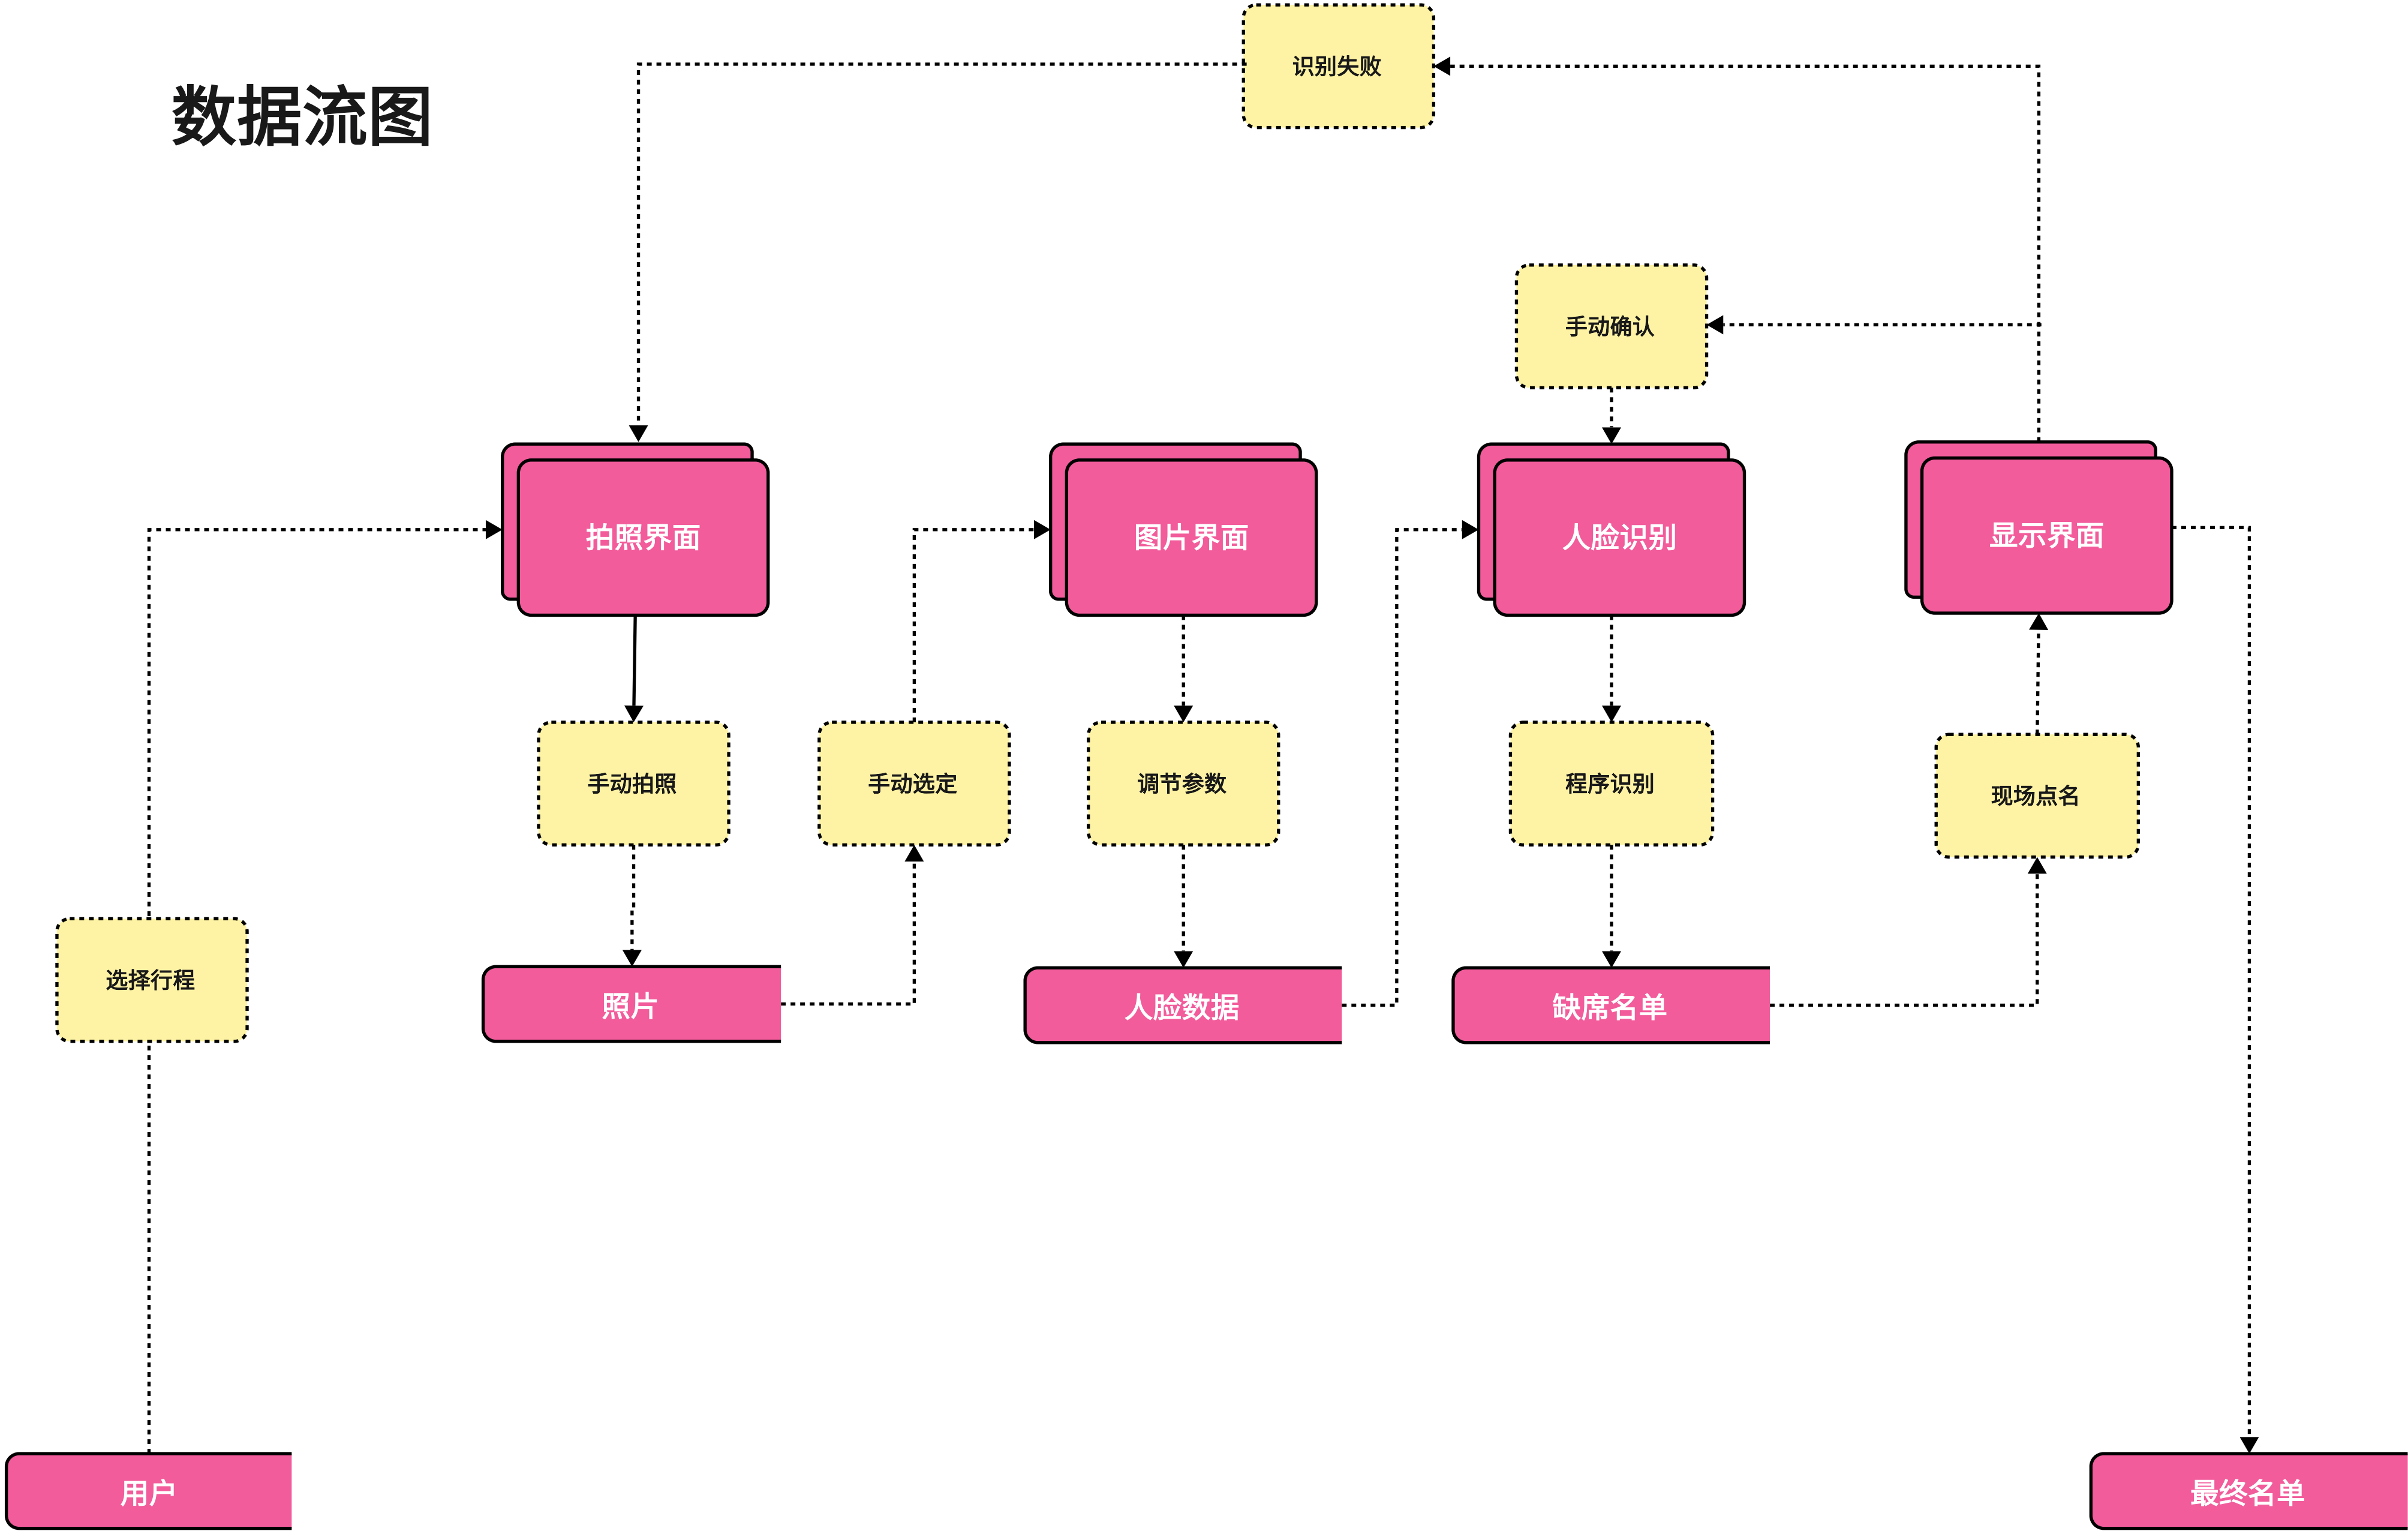 识别失败
数据流图
手动确认
拍照界面
图片界面
人脸识别
显示界面
手动拍照
手动选定
调节参数
程序识别
现场点名
选择行程
照片
人脸数据
缺席名单
用户
最终名单